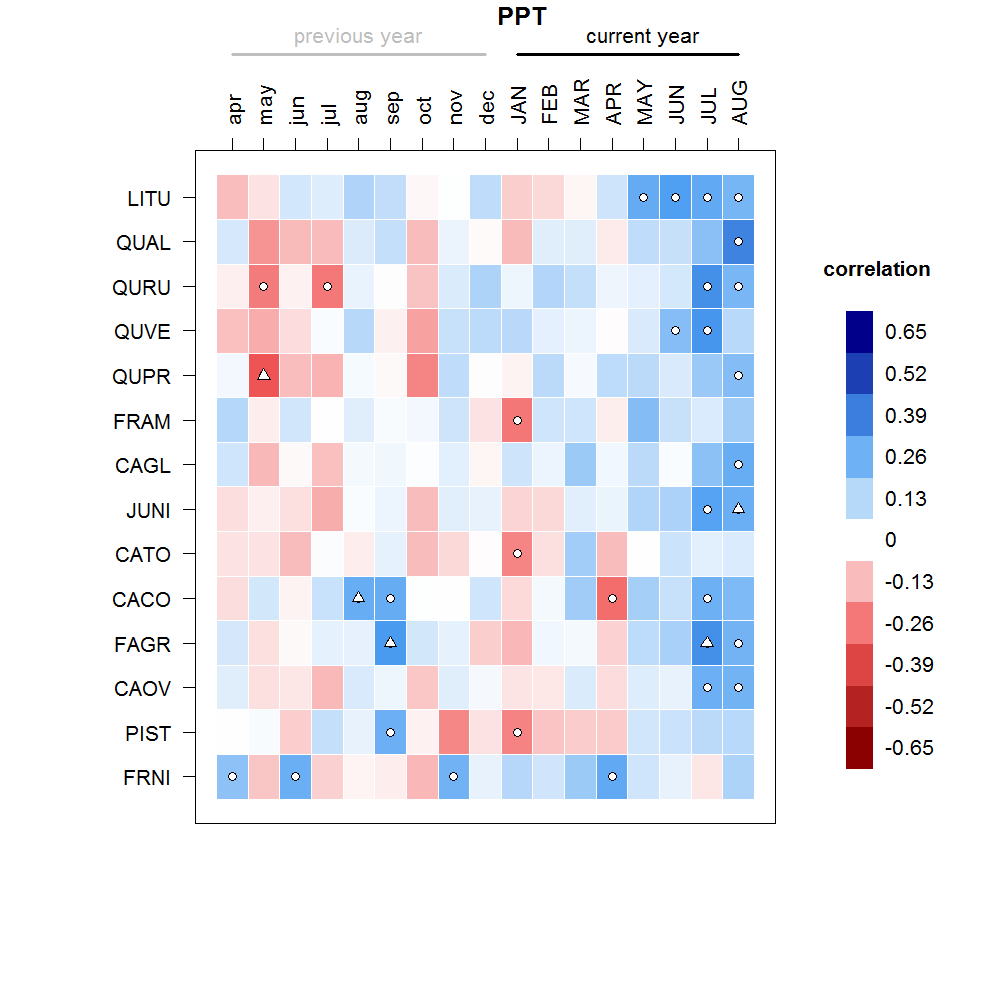 PPT
previous year current year
apr may jun jul aug sep oct nov dec JAN FEB MAR APR MAY JUN JUL AUG
LITU
QUAL
QURU
QUVE
QUPR
FRAM
CAGL
JUNI
CATO
CACO
FAGR
CAOV
PIST
FRNI
correlation
0.65
0.52
0.39
0.26
0.13
0
-0.13
-0.26
-0.39
-0.52
-0.65